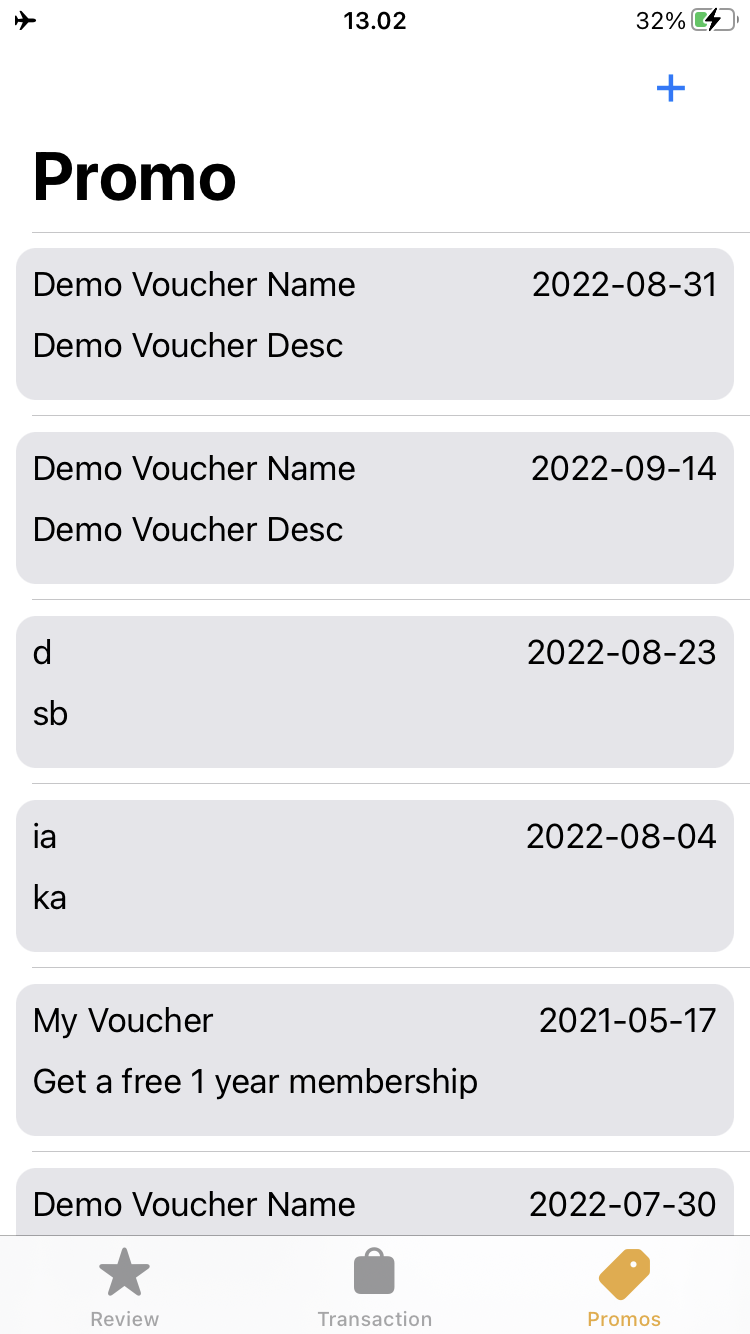 13.02 32%
Promo
Demo Voucher Name 2022-08-31
Demo Voucher Desc
Demo Voucher Name 2022-09-14
Demo Voucher Desc
d 2022-08-23
sb
ia 2022-08-04
ka
My Voucher 2021-05-17
Get a free 1 year membership
Demo Voucher Name 2022-07-30
Review Transaction Promos